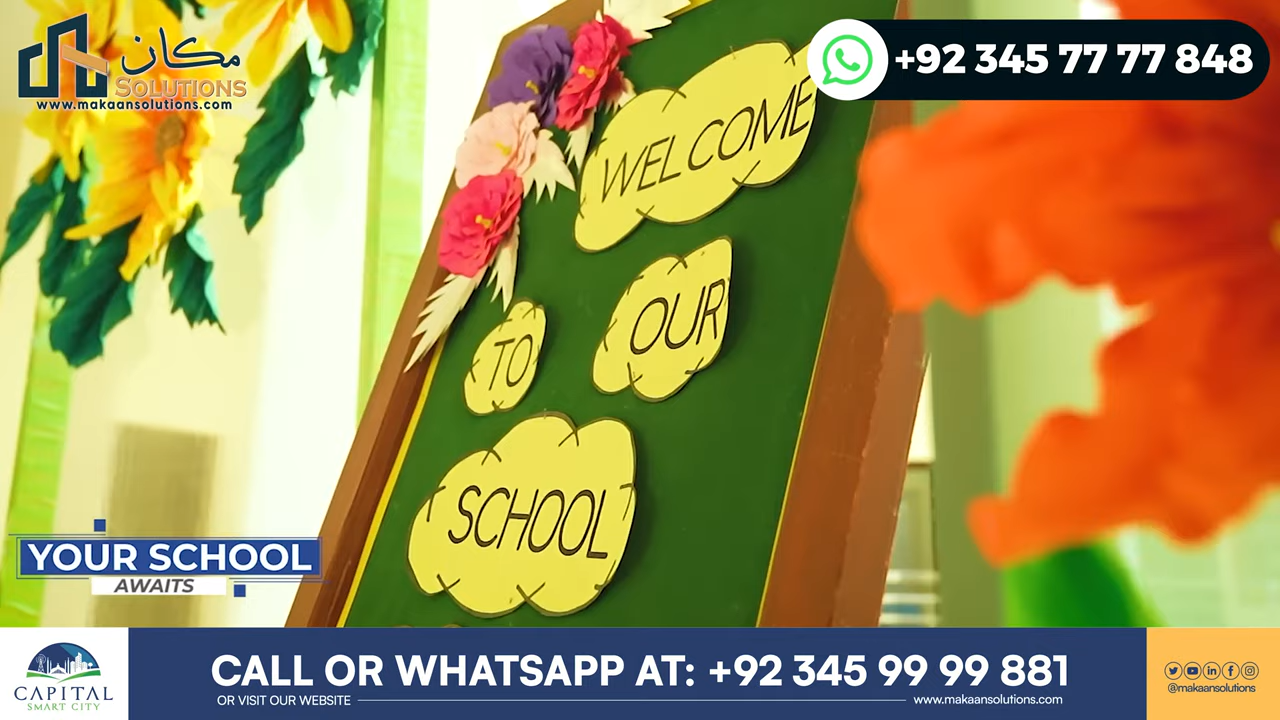 مکان
SOLUTIONS
www.makaansolutions.com
+92 345 77 77 848
WELCOME
TO OUR
SCHOOL
YOUR SCHOOL
AWAITS
CAPITAL
SMART CITY
CALL OR WHATSAPP AT: +92 345 99 99 881
OR VISIT OUR WEBSITE www.makaansolutions.com
@makaansolutions